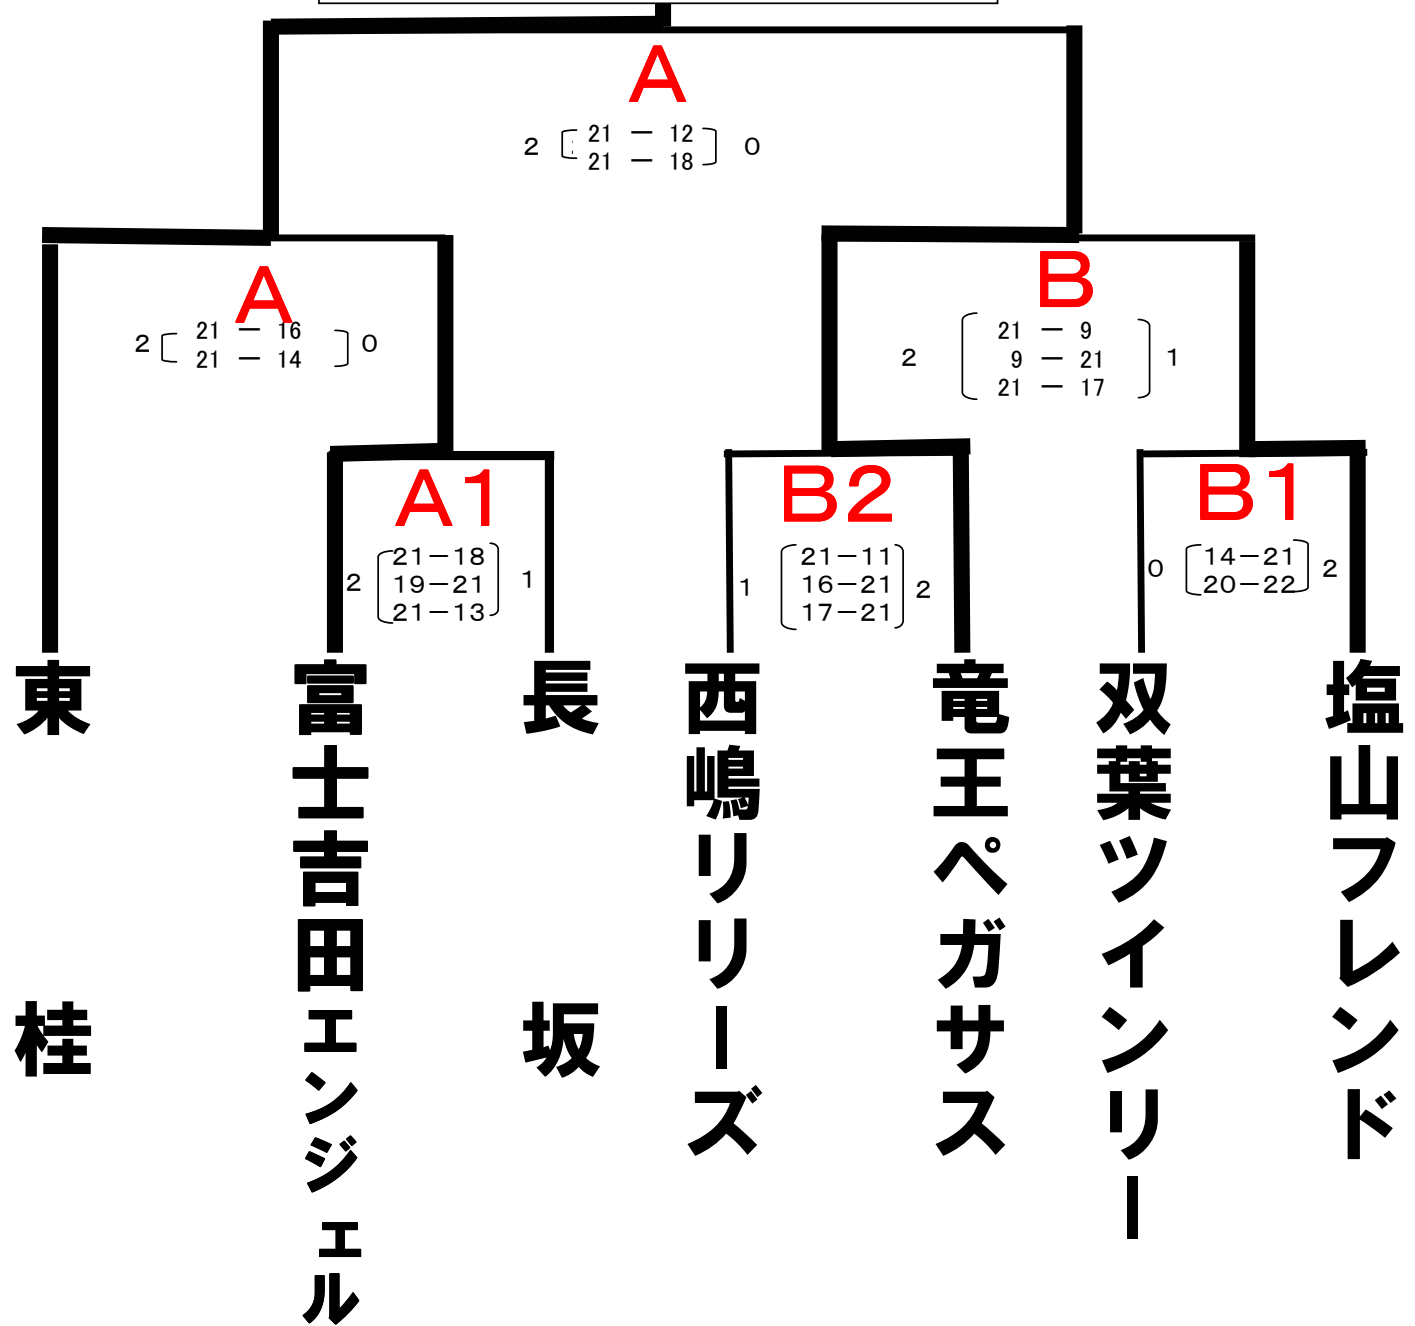 A
2 21 － 12 0
21 － 18
A
2 21 － 16 0
21 － 14
B
21 － 9
2 9 － 21 1
21 － 17
A1
21－18
2 19－21 1
21－13
B2
21－11
1 16－21 2
17－21
B1
0 14－21 2
20－22
東桂
富士吉田エンジェル
長坂
西嶋リリーズ
竜王ペガサス
双葉ツインリー
塩山フレンド